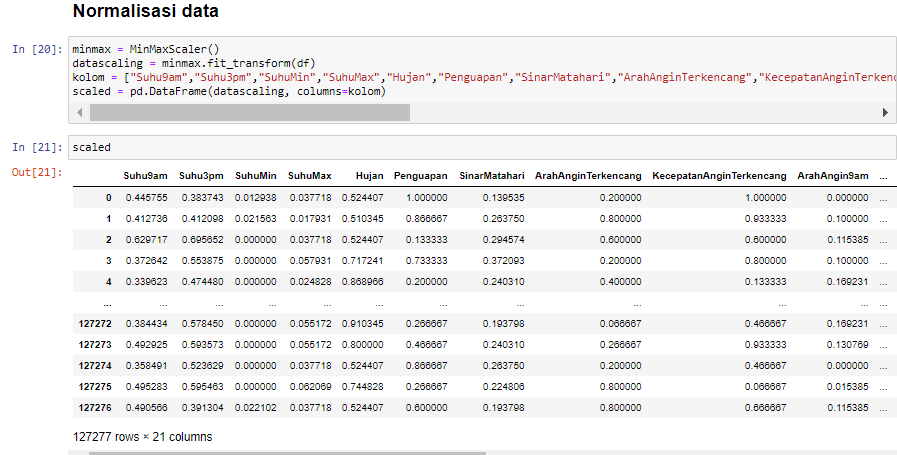 Normalisasi data
In [20]: minmax = MinMaxScaler()
datascaling = minmax.fit_transform(df)
kolom = ["Suhu9am","Suhu3pm","SuhuMin","SuhuMax","Hujan","Penguapan","SinarMatahari","ArahAnginTerkencang","KecepatanAnginTerkenc
scaled = pd.DataFrame(datascaling, columns=kolom)
In [21]: scaled
Out[21]:
Suhu9am Suhu3pm SuhuMin SuhuMax Hujan Penguapan SinarMatahari ArahAnginTerkencang KecepatanAnginTerkencang ArahAngin9am ...
0 0.445755 0.383743 0.012938 0.037718 0.524407 1.000000 0.139535 0.200000 1.000000 0.000000 ...
1 0.412736 0.412098 0.021563 0.017931 0.510345 0.866667 0.263750 0.800000 0.933333 0.100000 ...
2 0.629717 0.695652 0.000000 0.037718 0.524407 0.133333 0.294574 0.600000 0.600000 0.115385 ...
3 0.372642 0.553875 0.000000 0.057931 0.717241 0.733333 0.372093 0.200000 0.800000 0.100000 ...
4 0.339623 0.474480 0.000000 0.024828 0.868966 0.200000 0.240310 0.400000 0.133333 0.169231 ...
... ... ... ... ... ... ... ... ... ... ... ...
127272 0.384434 0.578450 0.000000 0.055172 0.910345 0.266667 0.193798 0.066667 0.466667 0.169231 ...
127273 0.492925 0.593573 0.000000 0.055172 0.800000 0.466667 0.240310 0.266667 0.933333 0.130769 ...
127274 0.358491 0.523629 0.000000 0.037718 0.524407 0.866667 0.263750 0.200000 0.466667 0.000000 ...
127275 0.495283 0.595463 0.000000 0.062069 0.744828 0.266667 0.224806 0.800000 0.066667 0.015385 ...
127276 0.490566 0.391304 0.022102 0.037718 0.524407 0.600000 0.193798 0.800000 0.666667 0.115385 ...
127277 rows × 21 columns